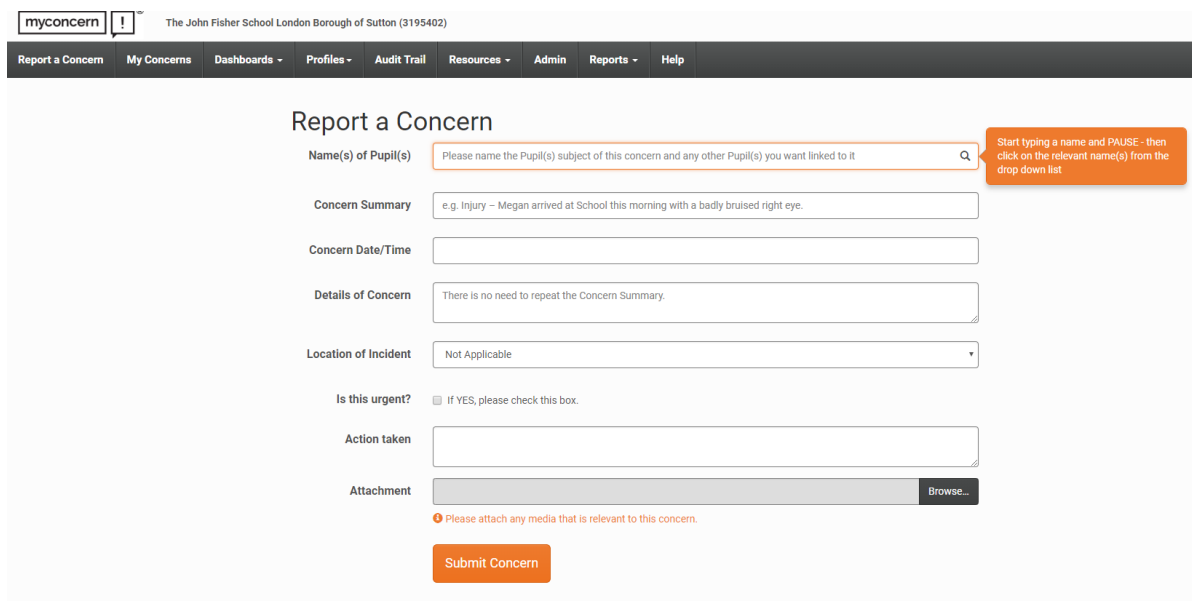 myconcern !
The John Fisher School London Borough of Sutton (3195402)
Report a Concern My Concerns Dashboards Profiles Audit Trail Resources Admin Reports Help
Report a Concern
Name(s) of Pupil(s)
Please name the Pupil(s) subject of this concern and any other Pupil(s) you want linked to it
Start typing a name and PAUSE - then
click on the relevant name(s) from the
drop down list
Concern Summary
e.g. Injury – Megan arrived at School this morning with a badly bruised right eye.
Concern Date/Time
Details of Concern
There is no need to repeat the Concern Summary.
Location of Incident
Not Applicable
Is this urgent?
If YES, please check this box.
Action taken
Attachment
Browse...
Please attach any media that is relevant to this concern.
Submit Concern